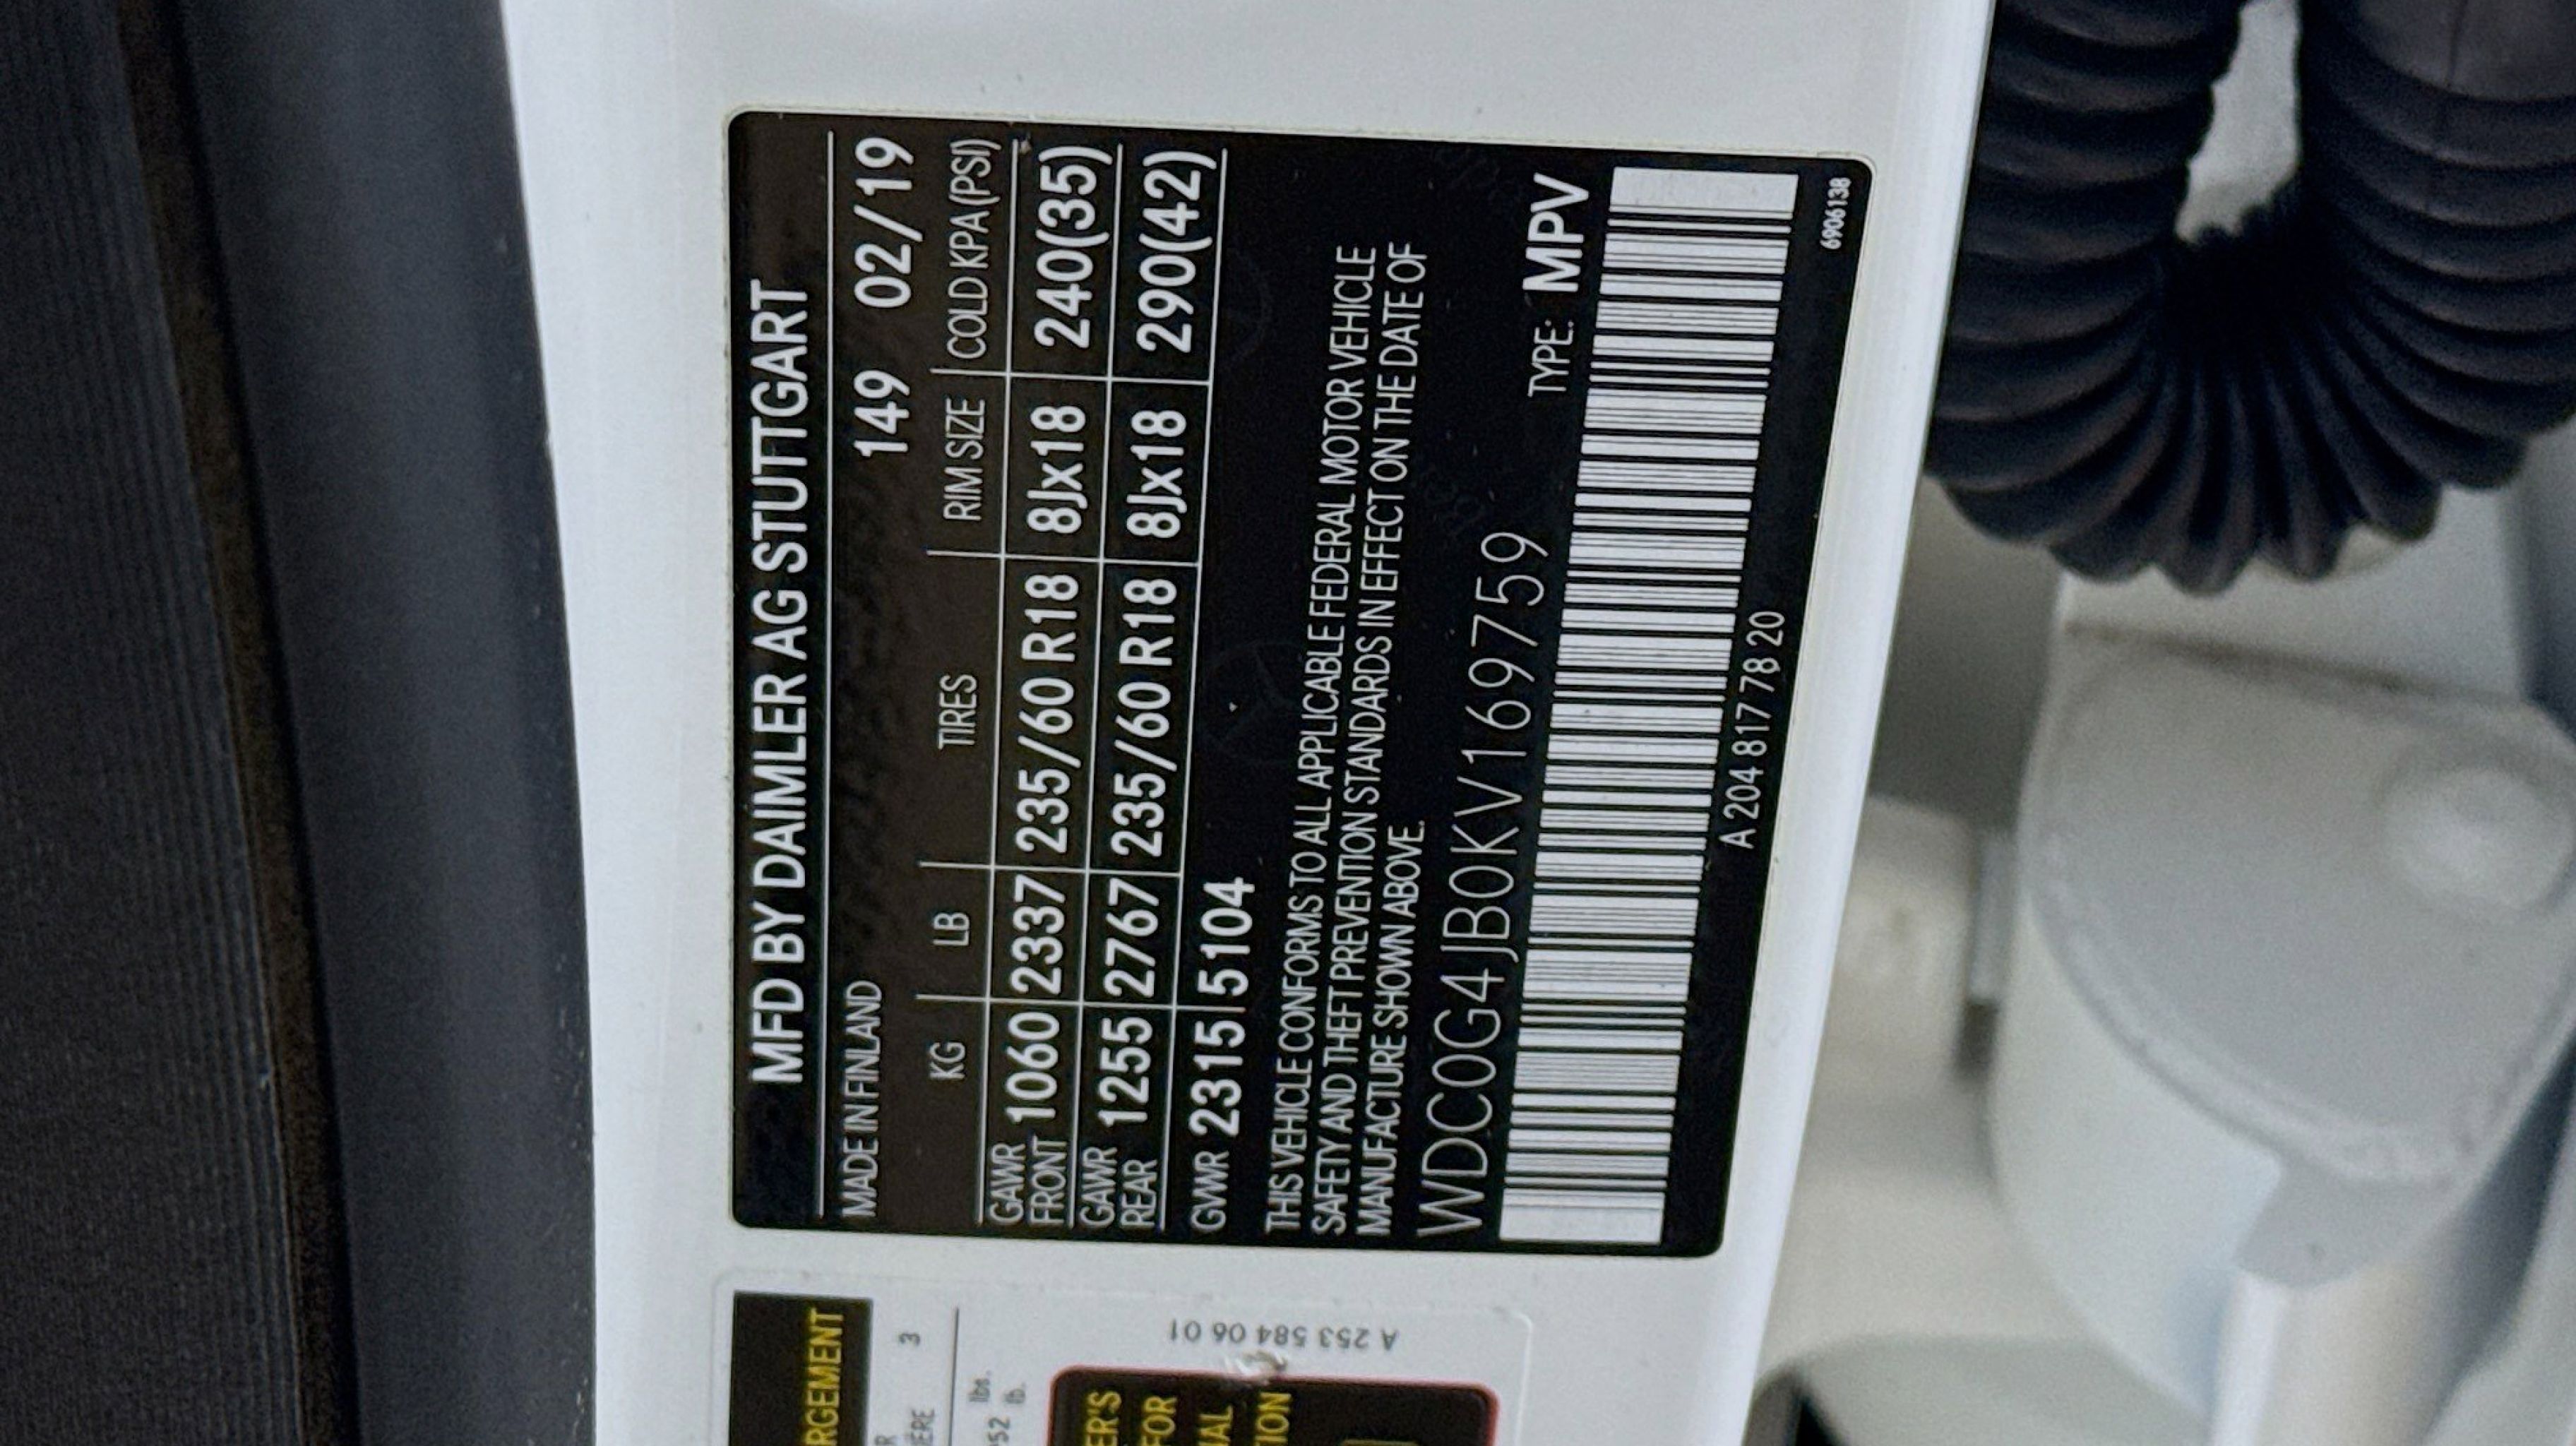 MFD BY DAIMLER AG STUTTGART
MADE IN FINLAND 149 02/19
KG LB TIRES RIM SIZE COLD KPA (PSI)
GAWR FRONT 1060 2337 235/60 R18 8Jx18 240(35)
GAWR REAR 1255 2767 235/60 R18 8Jx18 290(42)
GVWR 2315 5104
THIS VEHICLE CONFORMS TO ALL APPLICABLE FEDERAL MOTOR VEHICLE
SAFETY AND THEFT PREVENTION STANDARDS IN EFFECT ON THE DATE OF
MANUFACTURE SHOWN ABOVE.
WDC0G4JB0KV169759 TYPE: MPV
A 204 817 78 20
6906138
A 253 584 06 01
3
lbs.
lb.
FOR